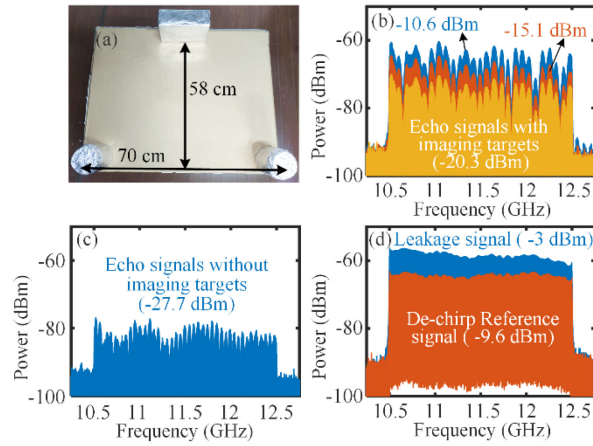 (a)
58 cm
70 cm
(b)
-10.6 dBm
-15.1 dBm
-60
-80
-100
Power (dBm)
Echo signals with
imaging targets
(-20.3 dBm)
10.5
11
11.5
12
12.5
Frequency (GHz)
(c)
Echo signals without
imaging targets
(-27.7 dBm)
-60
-80
-100
Power (dBm)
10.5
11
11.5
12
12.5
Frequency (GHz)
(d)
Leakage signal ( -3 dBm)
De-chirp Reference
signal ( -9.6 dBm)
-60
-80
-100
Power (dBm)
10.5
11
11.5
12
12.5
Frequency (GHz)